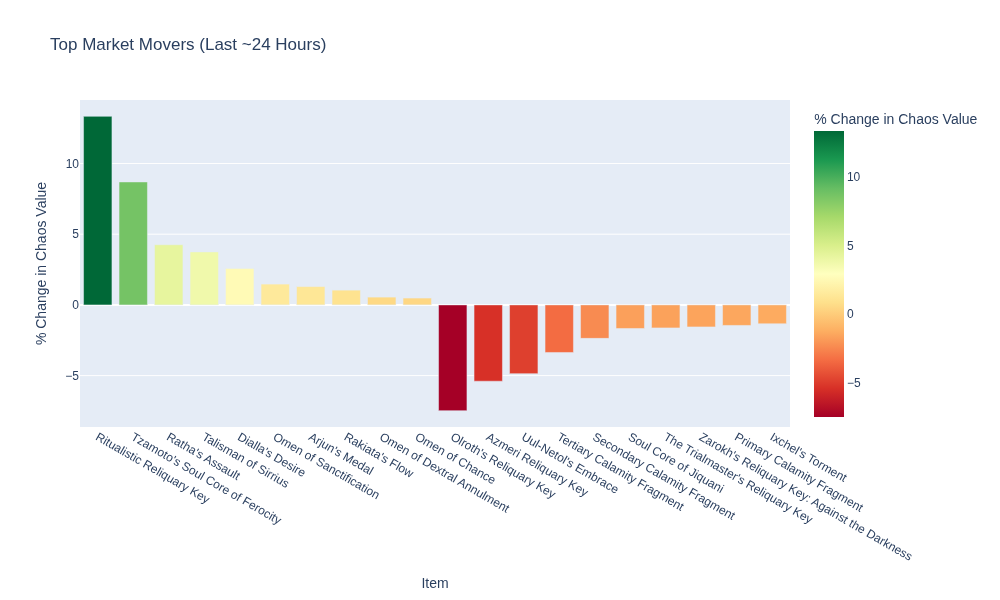 Top Market Movers (Last ~24 Hours)
% Change in Chaos Value
10
5
0
−5
Ritualistic Reliquary Key
Tzamoto's Soul Core of Ferocity
Ratha's Assault
Talisman of Sirrius
Dialla's Desire
Omen of Sanctification
Arjun's Medal
Rakiata's Flow
Omen of Dextral Annulment
Omen of Chance
Olroth's Reliquary Key
Azmeri Reliquary Key
Uul-Netol's Embrace
Tertiary Calamity Fragment
Secondary Calamity Fragment
Soul Core of Jiquani
The Trialmaster's Reliquary Key
Zarokh's Reliquary Key: Against the Darkness
Primary Calamity Fragment
Ixchel's Torment
Item
% Change in Chaos Value
10
5
0
−5